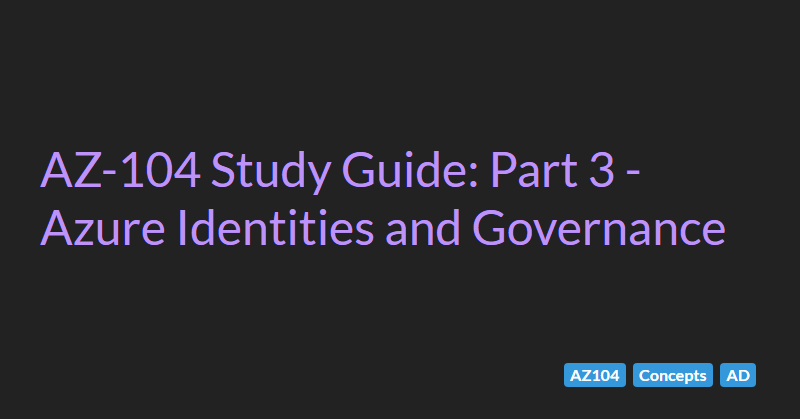 AZ-104 Study Guide: Part 3 -
Azure Identities and Governance
AZ104 Concepts AD